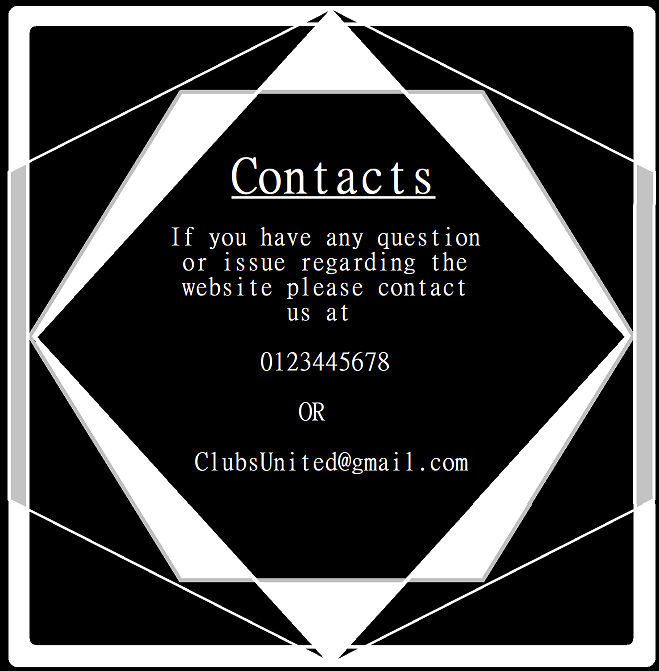 Contacts
If you have any question
or issue regarding the
website please contact
us at
0123445678
OR
ClubsUnited@gmail.com